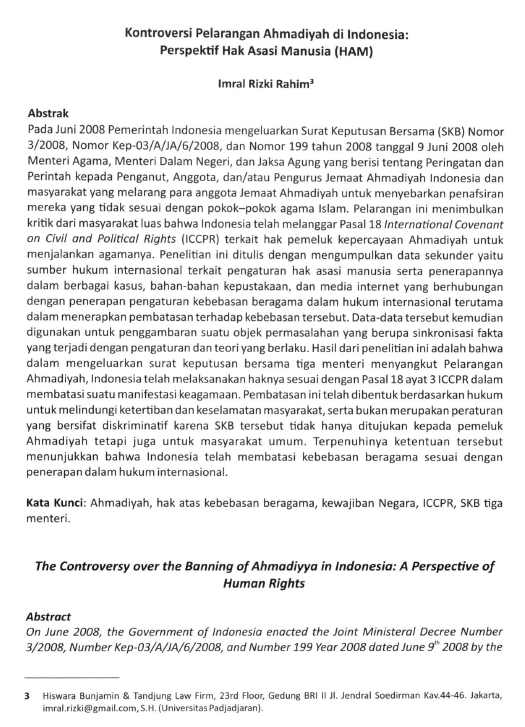 Kontroversi Pelarangan Ahmadiyah di Indonesia:
Perspektif Hak Asasi Manusia (HAM)
Imral Rizki Rahim³
Abstrak
Pada Juni 2008 Pemerintah Indonesia mengeluarkan Surat Keputusan Bersama (SKB) Nomor
3/2008, Nomor Kep-03/A/JA/6/2008, dan Nomor 199 tahun 2008 tanggal 9 Juni 2008 oleh
Menteri Agama, Menteri Dalam Negeri, dan Jaksa Agung yang berisi tentang Peringatan dan
Perintah kepada Penganut, Anggota, dan/atau Pengurus Jemaat Ahmadiyah Indonesia dan
masyarakat yang melarang para anggota Jemaat Ahmadiyah untuk menyebarkan penafsiran
mereka yang tidak sesuai dengan pokok–pokok agama Islam. Pelarangan ini menimbulkan
kritik dari masyarakat luas bahwa Indonesia telah melanggar Pasal 18 International Covenant
on Civil and Political Rights (ICCPR) terkait hak pemeluk kepercayaan Ahmadiyah untuk
menjalankan agamanya. Penelitian ini ditulis dengan mengumpulkan data sekunder yaitu
sumber hukum internasional terkait pengaturan hak asasi manusia serta penerapannya
dalam berbagai kasus, bahan-bahan kepustakaan, dan media internet yang berhubungan
dengan penerapan pengaturan kebebasan beragama dalam hukum internasional terutama
dalam menerapkan pembatasan terhadap kebebasan tersebut. Data-data tersebut kemudian
digunakan untuk penggambaran suatu objek permasalahan yang berupa sinkronisasi fakta
yang terjadi dengan pengaturan dan teori yang berlaku. Hasil dari penelitian ini adalah bahwa
dalam mengeluarkan surat keputusan bersama tiga menteri menyangkut Pelarangan
Ahmadiyah, Indonesia telah melaksanakan haknya sesuai dengan Pasal 18 ayat 3 ICCPR dalam
membatasi suatu manifestasi keagamaan. Pembatasan ini telah dibentuk berdasarkan hukum
untuk melindungi ketertiban dan keselamatan masyarakat, serta bukan merupakan peraturan
yang bersifat diskriminatif karena SKB tersebut tidak hanya ditujukan kepada pemeluk
Ahmadiyah tetapi juga untuk masyarakat umum. Terpenuhinya ketentuan tersebut
menunjukkan bahwa Indonesia telah membatasi kebebasan beragama sesuai dengan
penerapan dalam hukum internasional.
Kata Kunci: Ahmadiyah, hak atas kebebasan beragama, kewajiban Negara, ICCPR, SKB tiga
menteri.
The Controversy over the Banning of Ahmadiyya in Indonesia: A Perspective of
Human Rights
Abstract
On June 2008, the Government of Indonesia enacted the Joint Ministeral Decree Number
3/2008, Number Kep-03/A/JA/6/2008, and Number 199 Year 2008 dated June 9th 2008 by the
3 Hiswara Bunjamin & Tandjung Law Firm, 23rd Floor, Gedung BRI II Jl. Jendral Soedirman Kav.44-46. Jakarta,
imral.rizki@gmail.com, S.H. (Universitas Padjadjaran).